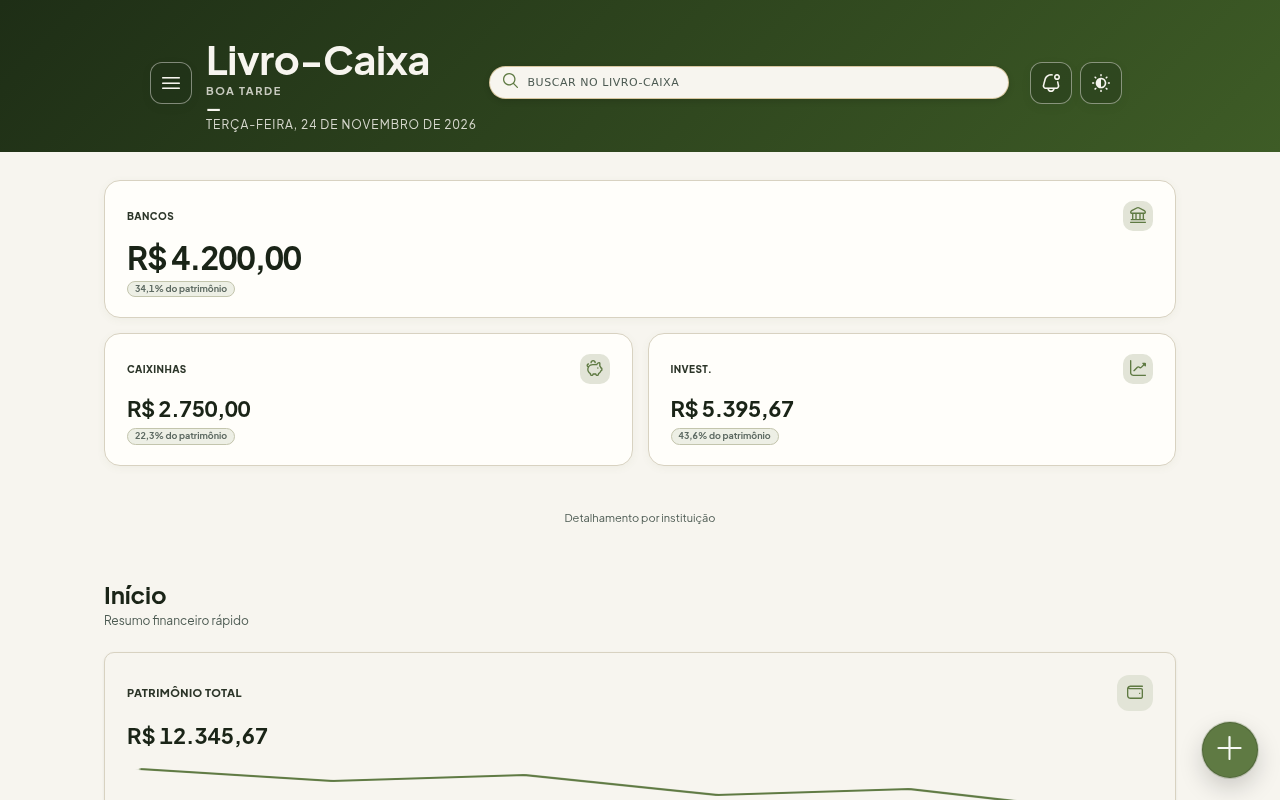 Livro-Caixa
BOA TARDE
—
TERÇA-FEIRA, 24 DE NOVEMBRO DE 2026
BUSCAR NO LIVRO-CAIXA
BANCOS
R$ 4.200,00
34,1% do patrimônio
CAIXINHAS
R$ 2.750,00
22,3% do patrimônio
INVEST.
R$ 5.395,67
43,6% do patrimônio
Detalhamento por instituição
Início
Resumo financeiro rápido
PATRIMÔNIO TOTAL
R$ 12.345,67